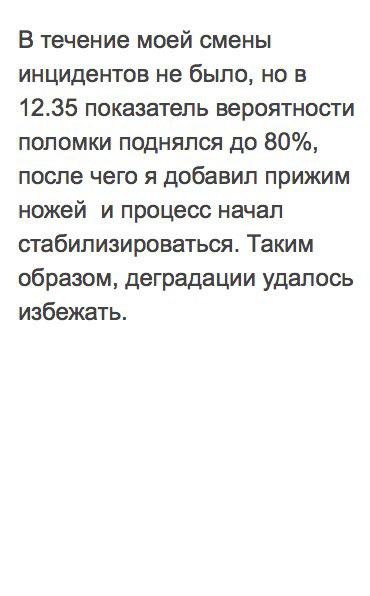 В течение моей смены
инцидентов не было, но в
12.35 показатель вероятности
поломки поднялся до 80%,
после чего я добавил прижим
ножей  и процесс начал
стабилизироваться. Таким
образом, деградации удалось
избежать.